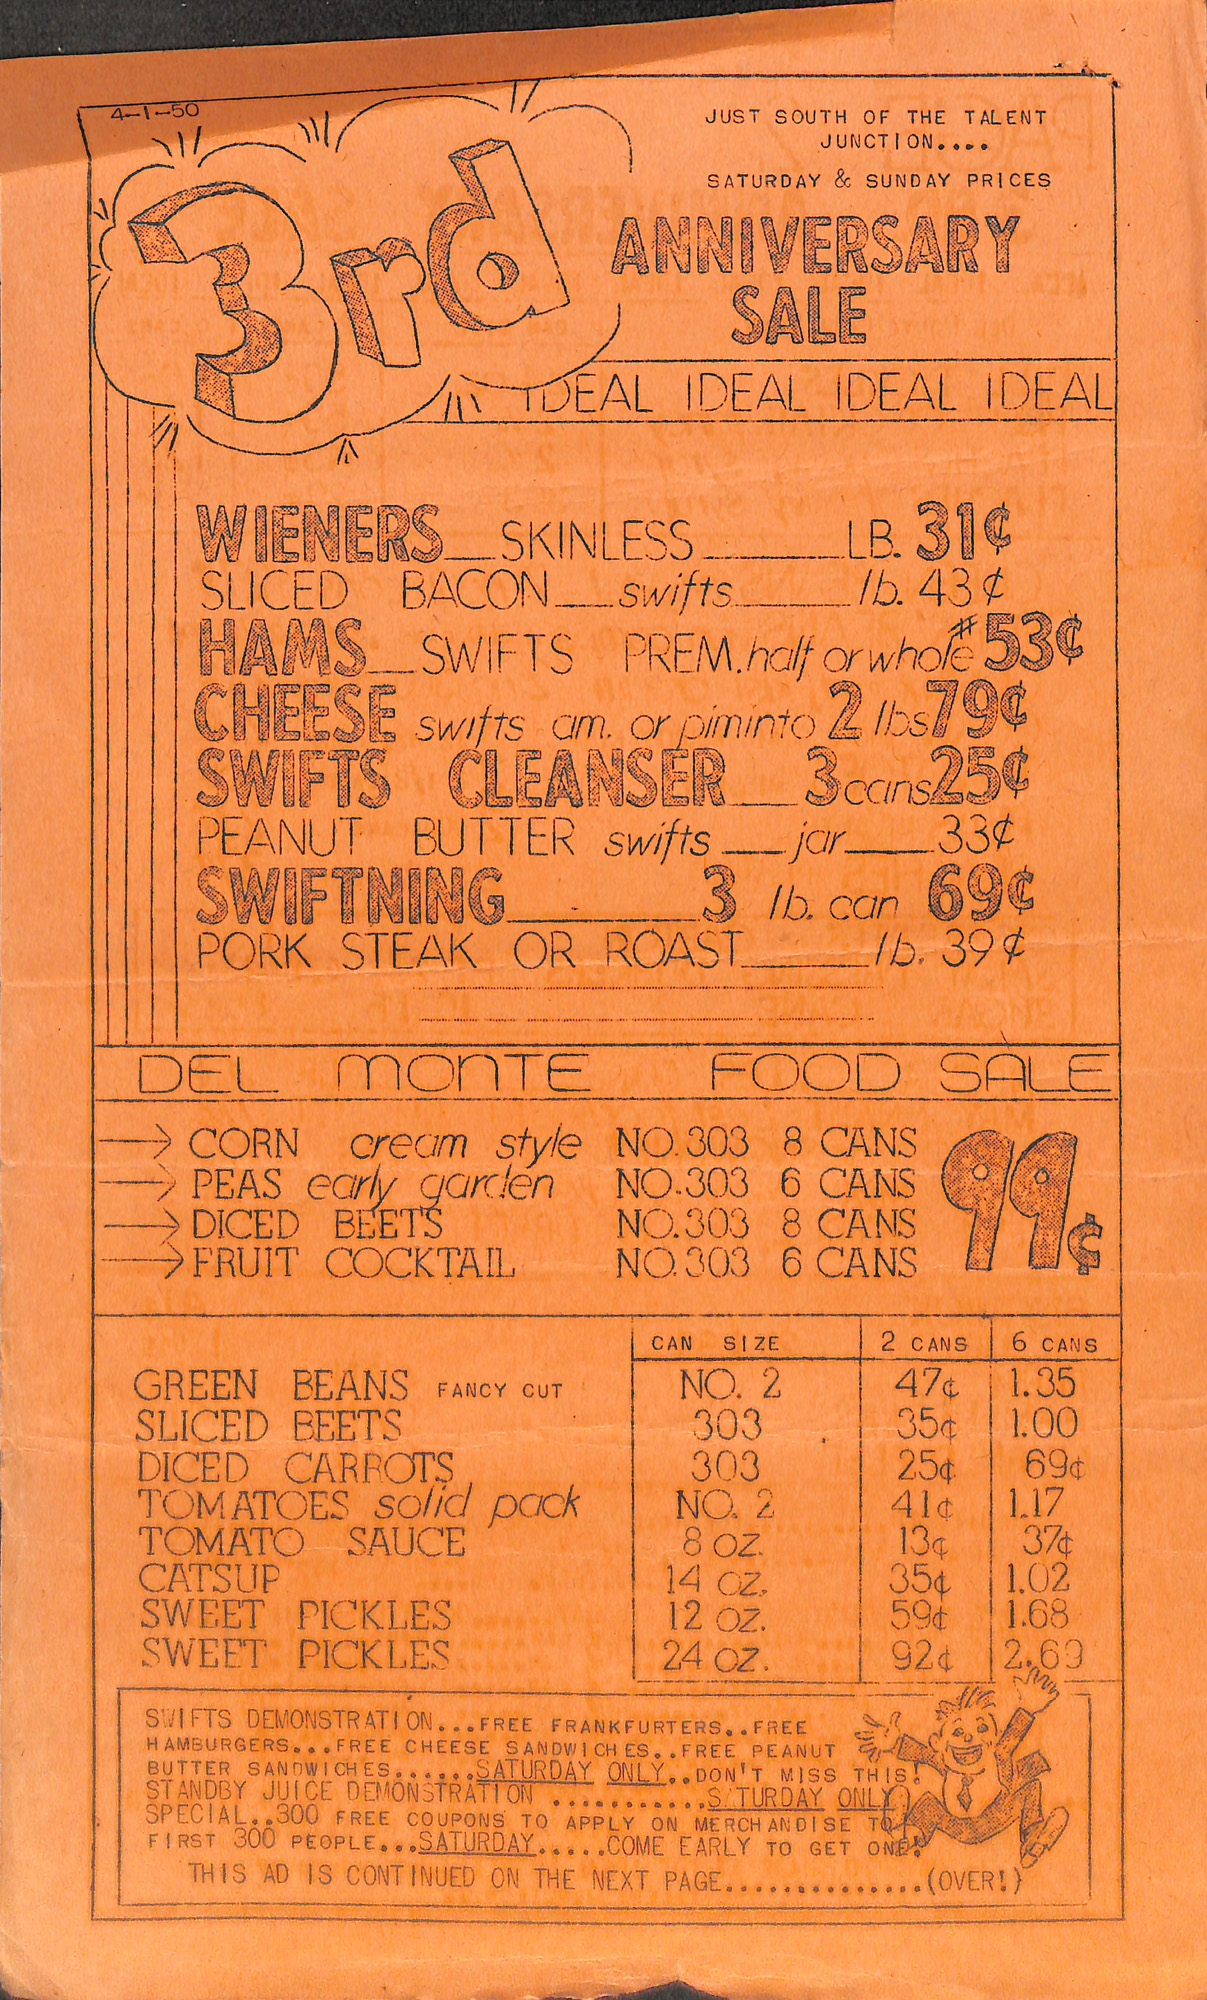 4-1-50
JUST SOUTH OF THE TALENT
JUNCTION....
SATURDAY & SUNDAY PRICES
3rd
ANNIVERSARY
SALE
IDEAL IDEAL IDEAL IDEAL
WIENERS SKINLESS LB. 31¢
SLICED BACON swifts lb. 43¢
HAMS SWIFTS PREM. half or whole # 53¢
CHEESE swifts am. or piminto 2 lbs 79¢
SWIFTS CLEANSER 3 cans 25¢
PEANUT BUTTER swifts jar 33¢
SWIFTNING 3 lb. can 69¢
PORK STEAK OR ROAST lb. 39¢
DEL MONTE FOOD SALE
→ CORN cream style NO.303 8 CANS
→ PEAS early garden NO.303 6 CANS
→ DICED BEETS NO.303 8 CANS
→ FRUIT COCKTAIL NO.303 6 CANS
99¢
CAN SIZE 2 CANS 6 CANS
GREEN BEANS FANCY CUT NO. 2 47¢ 1.35
SLICED BEETS 303 35¢ 1.00
DICED CARROTS 303 25¢ 69¢
TOMATOES solid pack NO. 2 41¢ 1.17
TOMATO SAUCE 8 OZ. 13¢ 37¢
CATSUP 14 OZ. 35¢ 1.02
SWEET PICKLES 12 OZ. 59¢ 1.68
SWEET PICKLES 24 OZ. 92¢ 2.69
SWIFTS DEMONSTRATION...FREE FRANKFURTERS..FREE
HAMBURGERS...FREE CHEESE SANDWICHES..FREE PEANUT
BUTTER SANDWICHES......SATURDAY ONLY..DON'T MISS THIS!
STANDBY JUICE DEMONSTRATION ...........SATURDAY ONLY
SPECIAL..300 FREE COUPONS TO APPLY ON MERCHANDISE TO
FIRST 300 PEOPLE...SATURDAY.....COME EARLY TO GET ONE!
THIS AD IS CONTINUED ON THE NEXT PAGE...............(OVER!)